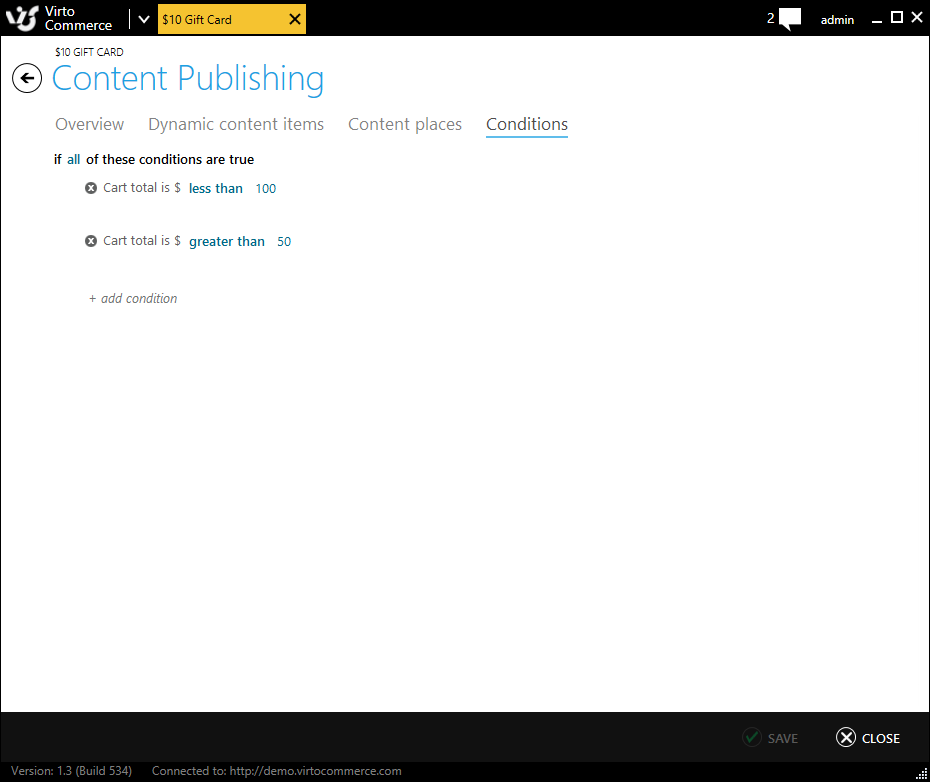 Virto
Commerce
$10 Gift Card
2
admin
$10 GIFT CARD
Content Publishing
Overview Dynamic content items Content places Conditions
if all of these conditions are true
Cart total is $ less than 100
Cart total is $ greater than 50
+ add condition
SAVE CLOSE
Version: 1.3 (Build 534) Connected to: http://demo.virtocommerce.com